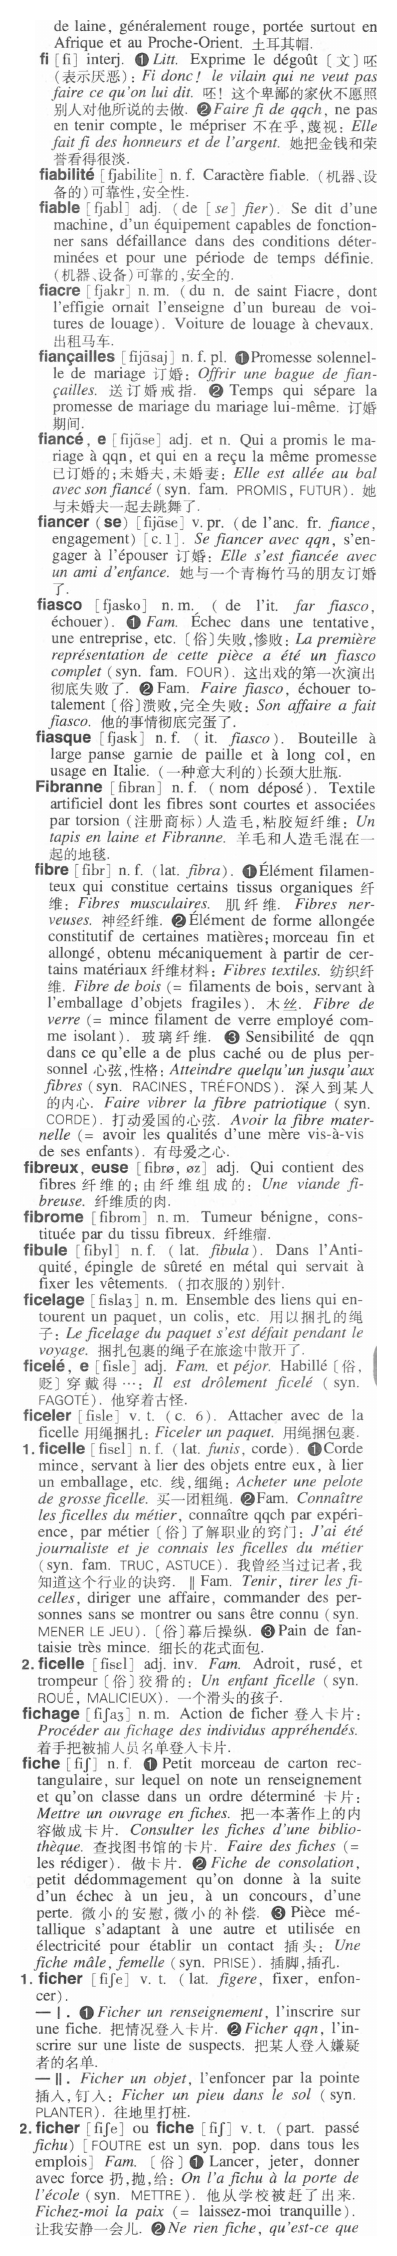 de laine, généralement rouge, portée surtout en
Afrique et au Proche-Orient. 土耳其帽.
fi [fi] interj. ❶ Litt. Exprime le dégoût 〔文〕呸
(表示厌恶): Fi donc! le vilain qui ne veut pas
faire ce qu'on lui dit. 呸! 这个卑鄙的家伙不愿照
别人对他所说的去做. ❷ Faire fi de qqch, ne pas
en tenir compte, le mépriser 不在乎,蔑视: Elle
fait fi des honneurs et de l'argent. 她把金钱和荣
誉看得很淡.
fiabilité [fjabilite] n. f. Caractère fiable. (机器、设
备的)可靠性,安全性.
fiable [fjabl] adj. (de [se] fier). Se dit d'une
machine, d'un équipement capables de fonction-
ner sans défaillance dans des conditions déter-
minées et pour une période de temps définie.
(机器、设备)可靠的,安全的.
fiacre [fjakr] n. m. (du n. de saint Fiacre, dont
l'effigie ornait l'enseigne d'un bureau de voi-
tures de louage). Voiture de louage à chevaux.
出租马车.
fiançailles [fijɑ̃saj] n. f. pl. ❶ Promesse solennel-
le de mariage 订婚: Offrir une bague de fian-
çailles. 送订婚戒指. ❷ Temps qui sépare la
promesse de mariage du mariage lui-même. 订婚
期间.
fiancé, e [fijɑ̃se] adj. et n. Qui a promis le ma-
riage à qqn, et qui en a reçu la même promesse
已订婚的;未婚夫,未婚妻: Elle est allée au bal
avec son fiancé (syn. fam. PROMIS, FUTUR). 她
与未婚夫一起去跳舞了.
fiancer (se) [fijɑ̃se] v. pr. (de l'anc. fr. fiance,
engagement) [c. 1]. Se fiancer avec qqn, s'en-
gager à l'épouser 订婚: Elle s'est fiancée avec
un ami d'enfance. 她与一个青梅竹马的朋友订婚
了.
fiasco [fjasko] n. m. (de l'it. far fiasco,
échouer). ❶ Fam. Échec dans une tentative,
une entreprise, etc. 〔俗〕失败,惨败: La première
représentation de cette pièce a été un fiasco
complet (syn. fam. FOUR). 这出戏的第一次演出
彻底失败了. ❷ Fam. Faire fiasco, échouer to-
talement 〔俗〕溃败,完全失败: Son affaire a fait
fiasco. 他的事情彻底完蛋了.
fiasque [fjask] n. f. (it. fiasco). Bouteille à
large panse garnie de paille et à long col, en
usage en Italie. (一种意大利的)长颈大肚瓶.
Fibranne [fibran] n. f. (nom déposé). Textile
artificiel dont les fibres sont courtes et associées
par torsion (注册商标)人造毛,粘胶短纤维: Un
tapis en laine et Fibranne. 羊毛和人造毛混在一
起的地毯.
fibre [fibr] n. f. (lat. fibra). ❶ Élément filamen-
teux qui constitue certains tissus organiques 纤
维: Fibres musculaires. 肌纤维. Fibres ner-
veuses. 神经纤维. ❷ Élément de forme allongée
constitutif de certaines matières; morceau fin et
allongé, obtenu mécaniquement à partir de cer-
tains matériaux 纤维材料: Fibres textiles. 纺织纤
维. Fibre de bois (= filaments de bois, servant à
l'emballage d'objets fragiles). 木丝. Fibre de
verre (= mince filament de verre employé com-
me isolant). 玻璃纤维. ❸ Sensibilité de qqn
dans ce qu'elle a de plus caché ou de plus per-
sonnel 心弦,性格: Atteindre quelqu'un jusqu'aux
fibres (syn. RACINES, TRÉFONDS). 深入到某人
的内心. Faire vibrer la fibre patriotique (syn.
CORDE). 打动爱国的心弦. Avoir la fibre mater-
nelle (= avoir les qualités d'une mère vis-à-vis
de ses enfants). 有母爱之心.
fibreux, euse [fibrø, øz] adj. Qui contient des
fibres 纤维的;由纤维组成的: Une viande fi-
breuse. 纤维质的肉.
fibrome [fibrom] n. m. Tumeur bénigne, cons-
tituée par du tissu fibreux. 纤维瘤.
fibule [fibyl] n. f. (lat. fibula). Dans l'Anti-
quité, épingle de sûreté en métal qui servait à
fixer les vêtements. (扣衣服的)别针.
ficelage [fislaʒ] n. m. Ensemble des liens qui en-
tourent un paquet, un colis, etc. 用以捆扎的绳
子: Le ficelage du paquet s'est défait pendant le
voyage. 捆扎包裹的绳子在旅途中散开了.
ficelé, e [fisle] adj. Fam. et péjor. Habillé 〔俗,
贬〕穿戴得…: Il est drôlement ficelé (syn.
FAGOTÉ). 他穿着古怪.
ficeler [fisle] v. t. (c. 6). Attacher avec de la
ficelle 用绳捆扎: Ficeler un paquet. 用绳捆包裹.
1. ficelle [fisɛl] n. f. (lat. funis, corde). ❶ Corde
mince, servant à lier des objets entre eux, à lier
un emballage, etc. 线,细绳: Acheter une pelote
de grosse ficelle. 买一团粗绳. ❷ Fam. Connaître
les ficelles du métier, connaître qqch par expéri-
ence, par métier 〔俗〕了解职业的窍门: J'ai été
journaliste et je connais les ficelles du métier
(syn. fam. TRUC, ASTUCE). 我曾经当过记者,我
知道这个行业的诀窍. ‖ Fam. Tenir, tirer les fi-
celles, diriger une affaire, commander des per-
sonnes sans se montrer ou sans être connu (syn.
MENER LE JEU). 〔俗〕幕后操纵. ❸ Pain de fan-
taisie très mince. 细长的花式面包.
2. ficelle [fisɛl] adj. inv. Fam. Adroit, rusé, et
trompeur 〔俗〕狡猾的: Un enfant ficelle (syn.
ROUÉ, MALICIEUX). 一个滑头的孩子.
fichage [fiʃaʒ] n. m. Action de ficher 登入卡片:
Procéder au fichage des individus appréhendés.
着手把被捕人员名单登入卡片.
fiche [fiʃ] n. f. ❶ Petit morceau de carton rec-
tangulaire, sur lequel on note un renseignement
et qu'on classe dans un ordre déterminé 卡片:
Mettre un ouvrage en fiches. 把一本著作上的内
容做成卡片. Consulter les fiches d'une biblio-
thèque. 查找图书馆的卡片. Faire des fiches (=
les rédiger). 做卡片. ❷ Fiche de consolation,
petit dédommagement qu'on donne à la suite
d'un échec à un jeu, à un concours, d'une
perte. 微小的安慰,微小的补偿. ❸ Pièce mé-
tallique s'adaptant à une autre et utilisée en
électricité pour établir un contact 插头: Une
fiche mâle, femelle (syn. PRISE). 插脚,插孔.
1. ficher [fiʃe] v. t. (lat. figere, fixer, enfon-
cer).
— I. ❶ Ficher un renseignement, l'inscrire sur
une fiche. 把情况登入卡片. ❷ Ficher qqn, l'in-
scrire sur une liste de suspects. 把某人登入嫌疑
者的名单.
— II. Ficher un objet, l'enfoncer par la pointe
插入,钉入: Ficher un pieu dans le sol (syn.
PLANTER). 往地里打桩.
2. ficher [fiʃe] ou fiche [fiʃ] v. t. (part. passé
fichu) [FOUTRE est un syn. pop. dans tous les
emplois] Fam. 〔俗〕 ❶ Lancer, jeter, donner
avec force 扔,抛,给: On l'a fichu à la porte de
l'école (syn. METTRE). 他从学校被赶了出来.
Fichez-moi la paix (= laissez-moi tranquille).
让我安静一会儿. ❷ Ne rien fiche, qu'est-ce que